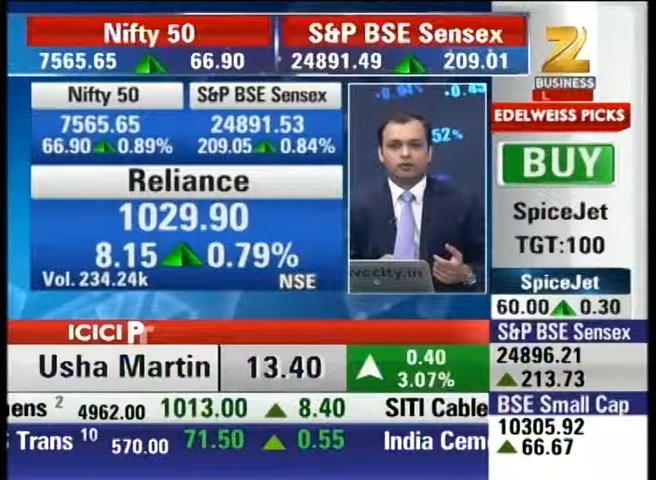 Nifty 50
7565.65 66.90
S&P BSE Sensex
24891.49 209.01
Z
BUSINESS
Nifty 50
7565.65
66.90 0.89%
S&P BSE Sensex
24891.53
209.05 0.84%
Reliance
1029.90
8.15 0.79%
Vol. 234.24k NSE
52%
vecity.in
EDELWEISS PICKS
BUY
SpiceJet
TGT:100
SpiceJet
60.00 0.30
S&P BSE Sensex
24896.21
213.73
BSE Small Cap
10305.92
66.67
ICICI Pr
Usha Martin 13.40 0.40
3.07%
ens 2 4962.00 1013.00 8.40 SITI Cable
Trans 10 570.00 71.50 0.55 India Cem